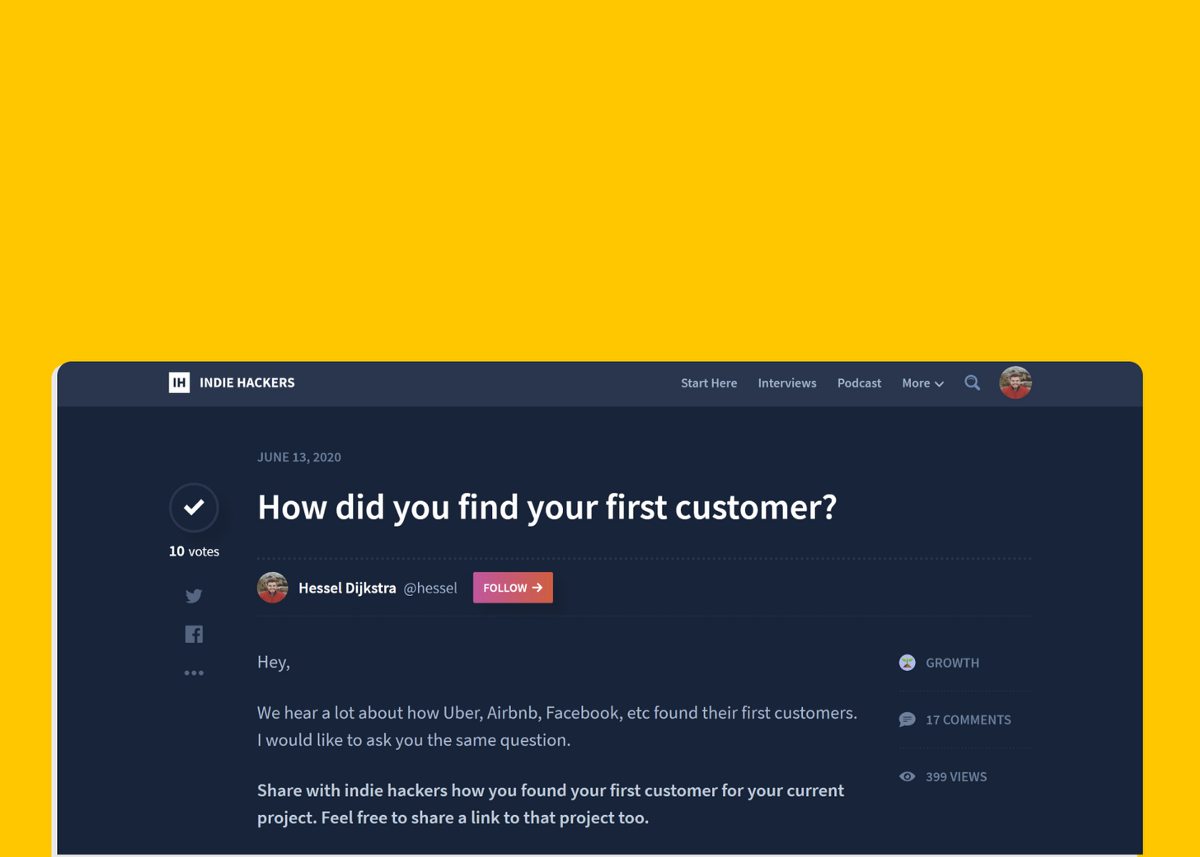 IH INDIE HACKERS
Start Here Interviews Podcast More
JUNE 13, 2020
How did you find your first customer?
10 votes
Hessel Dijkstra @hessel FOLLOW →
Hey,
We hear a lot about how Uber, Airbnb, Facebook, etc found their first customers.
I would like to ask you the same question.
Share with indie hackers how you found your first customer for your current
project. Feel free to share a link to that project too.
GROWTH
17 COMMENTS
399 VIEWS